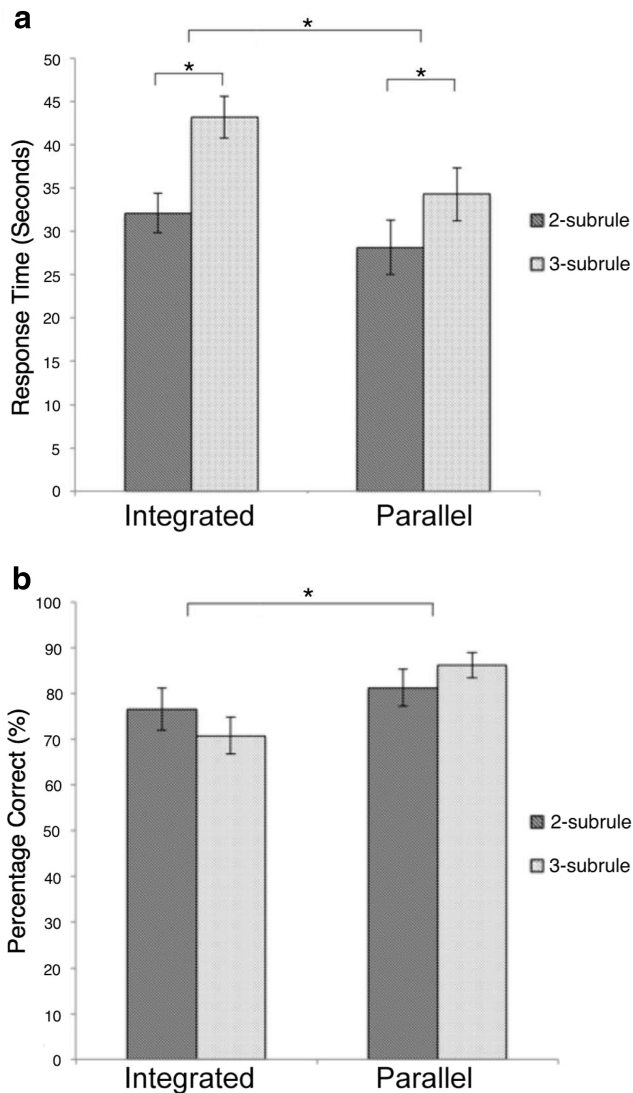 a
*
* *
50
45
40
35
30
25
20
15
10
5
0
Response Time (Seconds)
2-subrule
3-subrule
Integrated Parallel
b
*
100
90
80
70
60
50
40
30
20
10
0
Percentage Correct (%)
2-subrule
3-subrule
Integrated Parallel